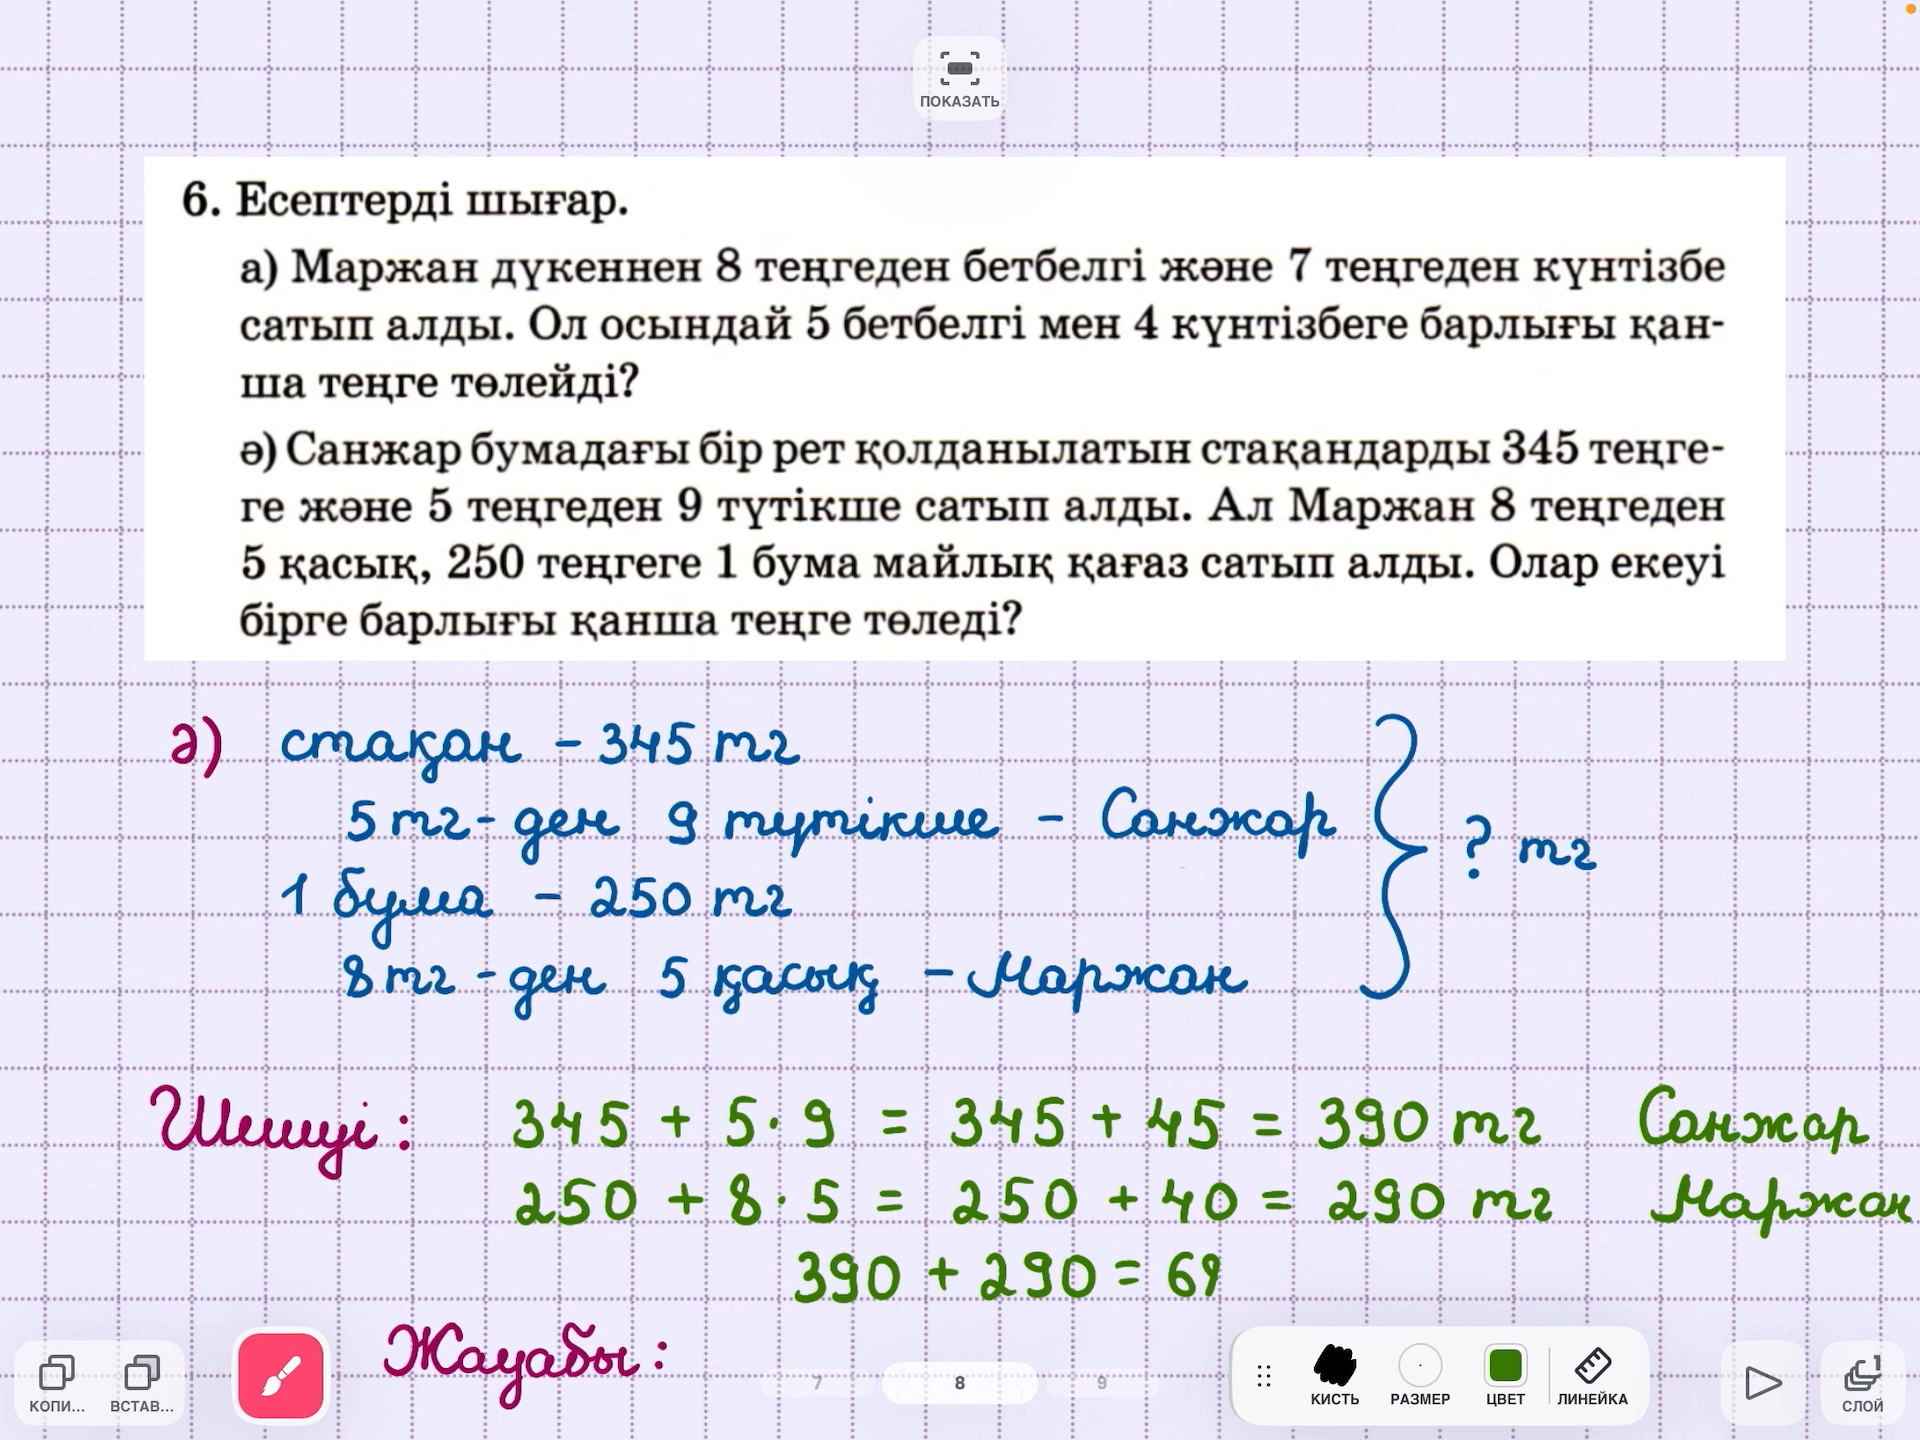 ПОКАЗАТЬ
6. Есептерді шығар.
а) Маржан дүкеннен 8 теңгеден бетбелгі және 7 теңгеден күнтізбе
сатып алды. Ол осындай 5 бетбелгі мен 4 күнтізбеге барлығы қан-
ша теңге төлейді?
ә) Санжар бумадағы бір рет қолданылатын стақандарды 345 теңге-
ге және 5 теңгеден 9 түтікше сатып алды. Ал Маржан 8 теңгеден
5 қасық, 250 теңгеге 1 бума майлық қағаз сатып алды. Олар екеуі
бірге барлығы қанша теңге төледі?
ә) стақан – 345 тг
5 тг-ден 9 түтікше – Санжар
? тг
1 бума – 250 тг
8 тг-ден 5 қасық – Маржан
Шешуі: 345 + 5·9 = 345 + 45 = 390 тг Санжар
250 + 8·5 = 250 + 40 = 290 тг Маржан
390 + 290 = 68
Жауабы:
КОПИ... ВСТАВ... 7 8 9 КИСТЬ РАЗМЕР ЦВЕТ ЛИНЕЙКА 1 СЛОЙ